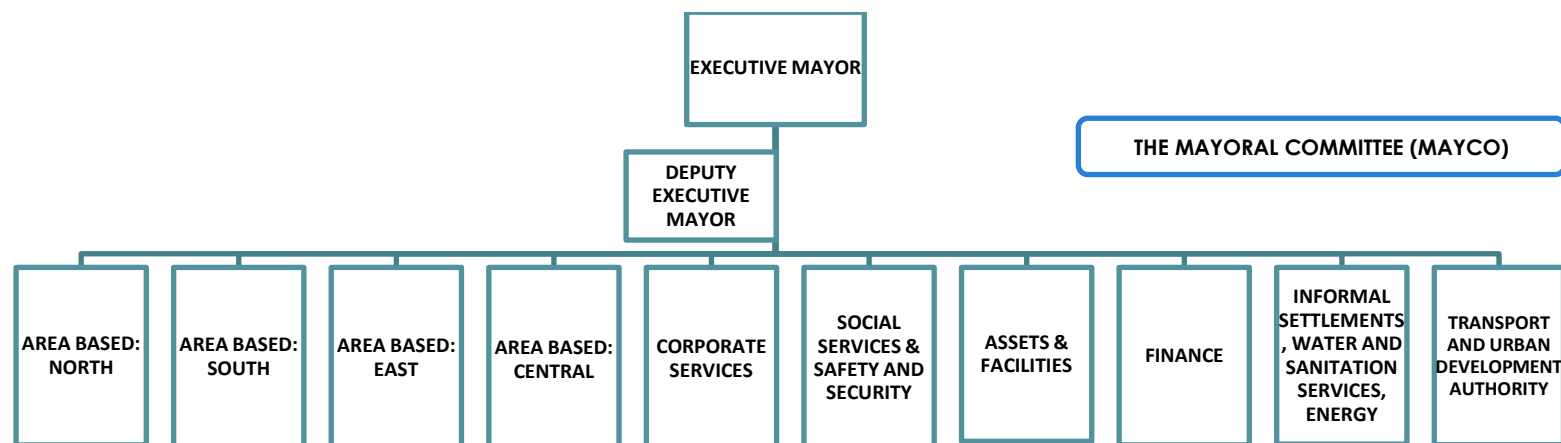 EXECUTIVE MAYOR
THE MAYORAL COMMITTEE (MAYCO)
DEPUTY
EXECUTIVE
MAYOR
AREA BASED:
NORTH
AREA BASED:
SOUTH
AREA BASED:
EAST
AREA BASED:
CENTRAL
CORPORATE
SERVICES
SOCIAL
SERVICES &
SAFETY AND
SECURITY
ASSETS &
FACILITIES
FINANCE
INFORMAL
SETTLEMENTS
, WATER AND
SANITATION
SERVICES,
ENERGY
TRANSPORT
AND URBAN
DEVELOPMENT
AUTHORITY